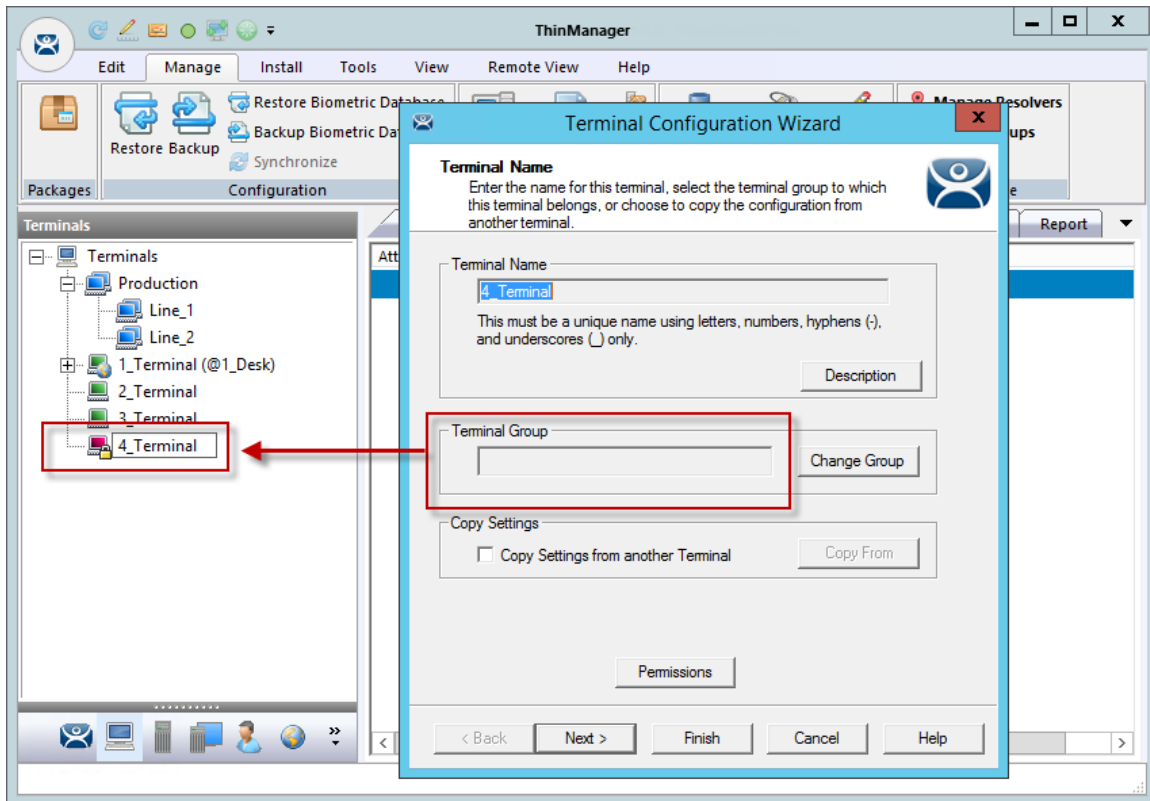 ThinManager
Edit Manage Install Tools View Remote View Help
Restore Biometric Database
Backup Biometric Da
Restore Backup
Synchronize
Packages
Configuration
Manage Resolvers
ups
e
Terminals
Report
Att
Terminals
Production
Line_1
Line_2
1_Terminal (@1_Desk)
2_Terminal
3_Terminal
4_Terminal
Terminal Configuration Wizard
Terminal Name
Enter the name for this terminal, select the terminal group to which
this terminal belongs, or choose to copy the configuration from
another terminal.
Terminal Name
4_Terminal
This must be a unique name using letters, numbers, hyphens (-),
and underscores (_) only.
Description
Terminal Group
Change Group
Copy Settings
Copy Settings from another Terminal
Copy From
Permissions
< Back Next > Finish Cancel Help